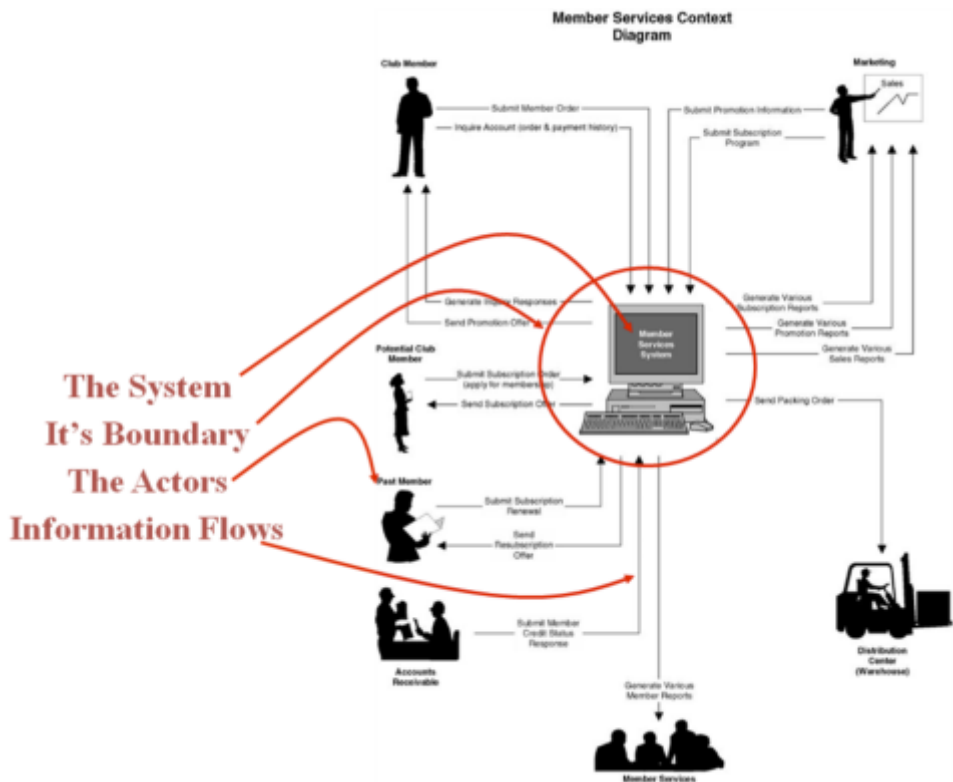 Member Services Context
Diagram
Club Member
Marketing
Sales
Submit Member Order
Submit Promotion Information
Inquire Account (order & payment history)
Submit Subscription
Program
Generate Inquiry Responses
Send Promotion Offer
Generate Various
Subscription Reports
Generate Various
Promotion Reports
Generate Various
Sales Reports
Member
Services
System
Potential Club
Member
Submit Subscription Order
(apply for membership)
Send Subscription Offer
Send Packing Order
The System
It's Boundary
The Actors
Information Flows
Past Member
Submit Subscription
Renewal
Send
Resubscription
Offer
Submit Member
Credit Status
Response
Accounts
Receivable
Distribution
Center
(Warehouse)
Generate Various
Member Reports
Member Services